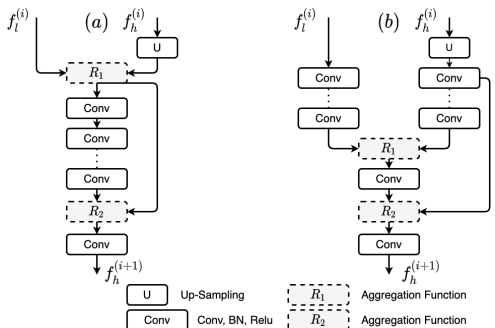 f_l^{(i)} (a) f_h^{(i)} (b) f_l^{(i)} f_h^{(i)}
U U
R_1 Conv Conv
Conv
Conv Conv Conv
R_1
Conv Conv
R_2 R_2
Conv Conv
f_h^{(i+1)} f_h^{(i+1)}
U Up-Sampling R_1 Aggregation Function
Conv Conv, BN, Relu R_2 Aggregation Function